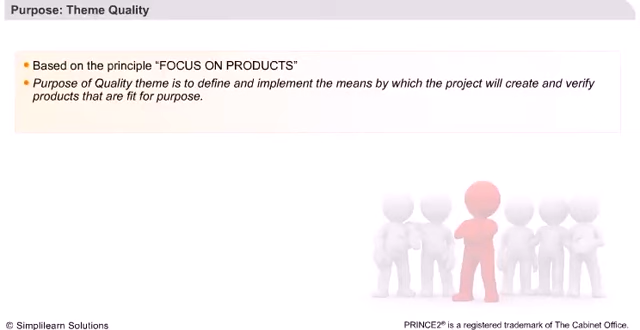 Purpose: Theme Quality
Based on the principle “FOCUS ON PRODUCTS”
Purpose of Quality theme is to define and implement the means by which the project will create and verify
products that are fit for purpose.
© Simplilearn Solutions
PRINCE2® is a registered trademark of The Cabinet Office.